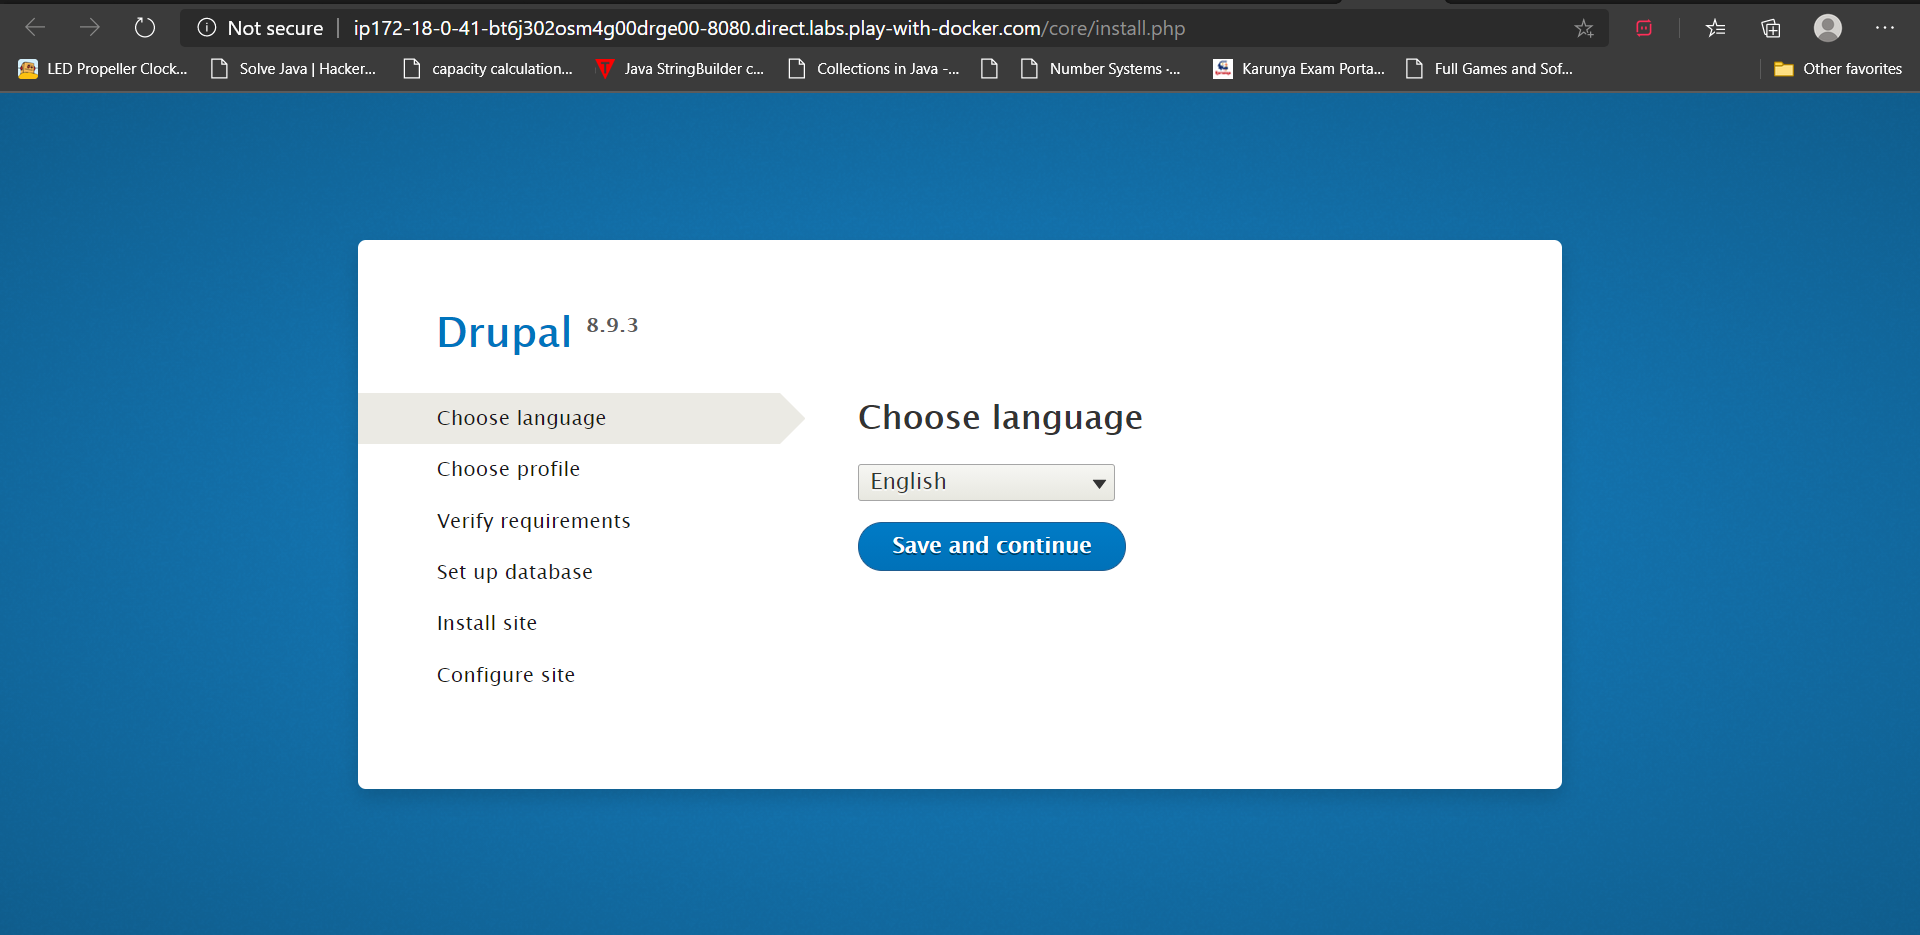 Not secure | ip172-18-0-41-bt6j302osm4g00drge00-8080.direct.labs.play-with-docker.com/core/install.php
LED Propeller Clock... Solve Java | Hacker... capacity calculation... Java StringBuilder c... Collections in Java -... Number Systems -... Karunya Exam Porta... Full Games and Sof... Other favorites
Drupal 8.9.3
Choose language
Choose profile
Verify requirements
Set up database
Install site
Configure site
Choose language
English
Save and continue